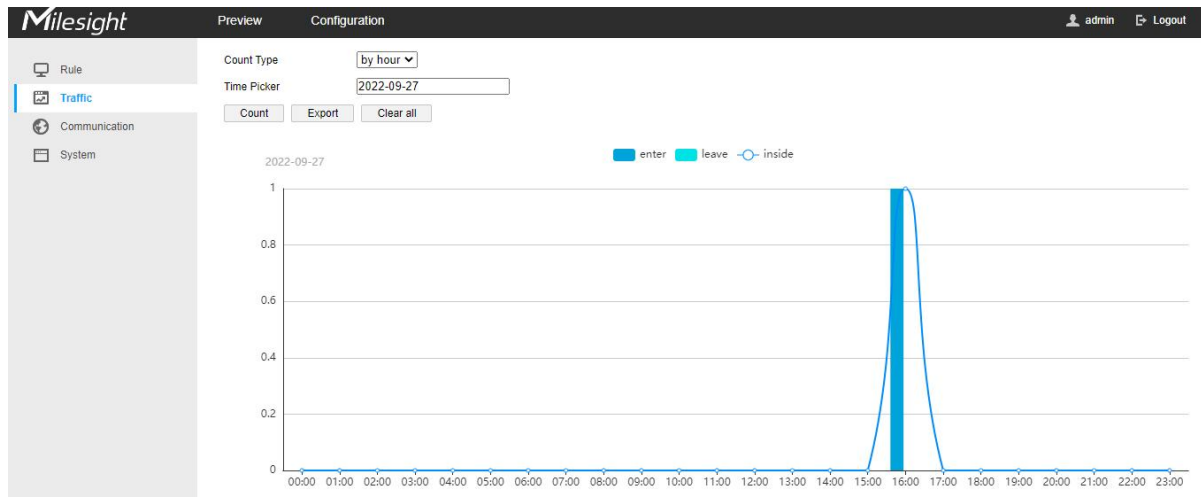 Milesight Preview Configuration admin Logout
Rule
Traffic
Communication
System
Count Type by hour
Time Picker 2022-09-27
Count Export Clear all
2022-09-27 enter leave inside
1
0.8
0.6
0.4
0.2
0
00:00 01:00 02:00 03:00 04:00 05:00 06:00 07:00 08:00 09:00 10:00 11:00 12:00 13:00 14:00 15:00 16:00 17:00 18:00 19:00 20:00 21:00 22:00 23:00